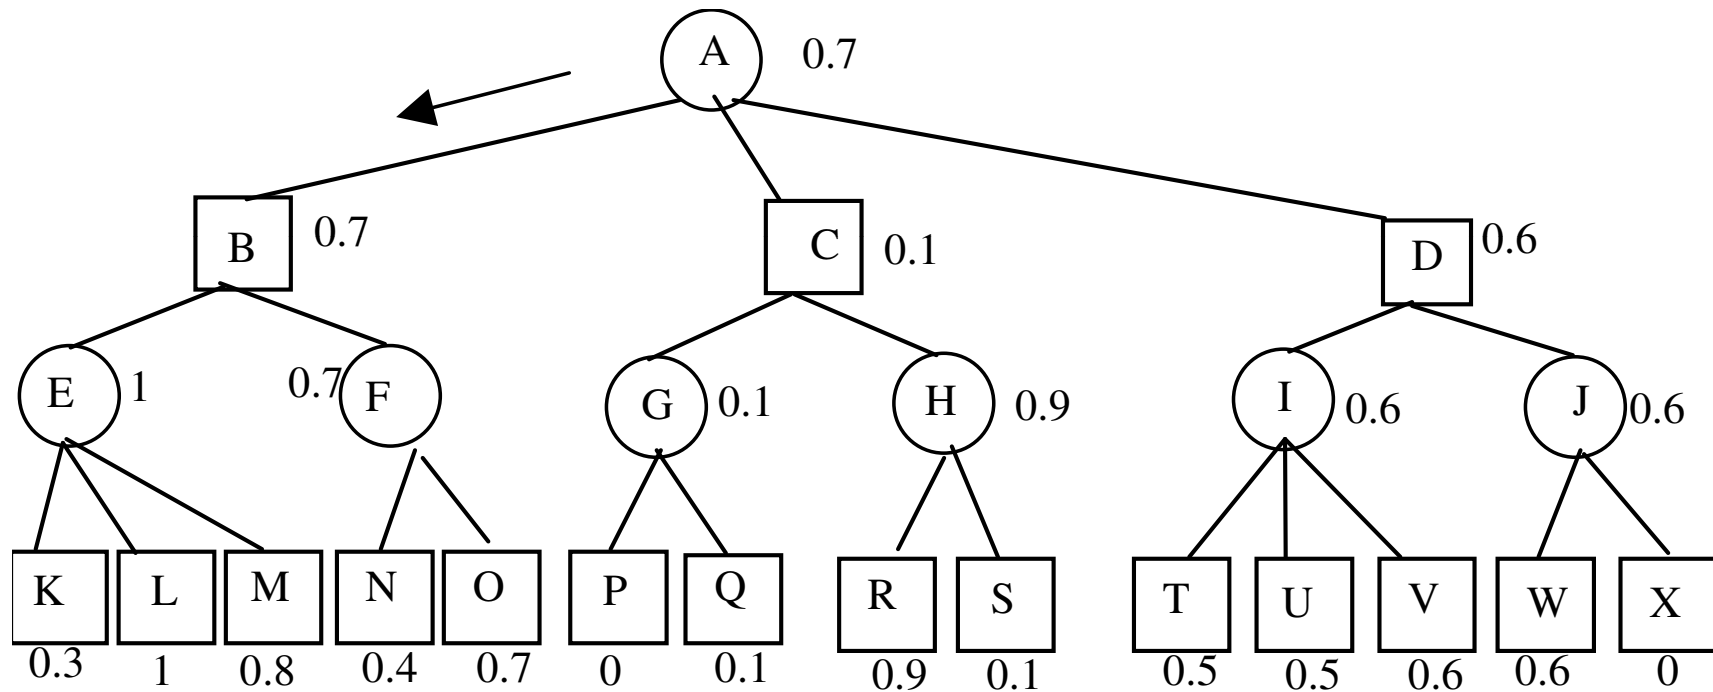 A 0.7
B 0.7 C 0.1 D 0.6
E 1 0.7 F G 0.1 H 0.9 I 0.6 J 0.6
K L M N O P Q R S T U V W X
0.3 1 0.8 0.4 0.7 0 0.1 0.9 0.1 0.5 0.5 0.6 0.6 0